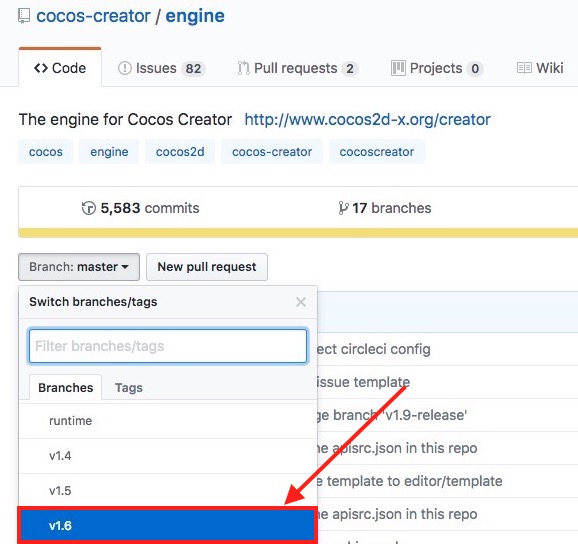 cocos-creator / engine
Code Issues 82 Pull requests 2 Projects 0 Wiki
The engine for Cocos Creator http://www.cocos2d-x.org/creator
cocos engine cocos2d cocos-creator cocoscreator
5,583 commits 17 branches
Branch: master New pull request
Switch branches/tags
Filter branches/tags
ect circleci config
Branches Tags
issue template
ge branch 'v1.9-release'
runtime
he apisrc.json in this repo
v1.4
e template to editor/template
v1.5
he apisrc.json in this repo
v1.6